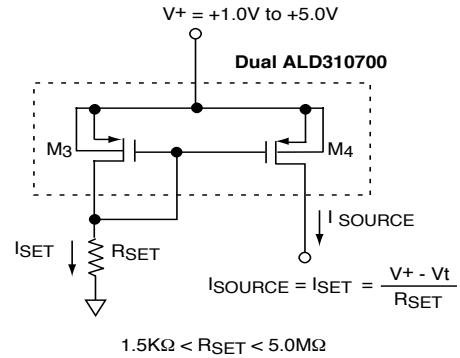 V+ = +1.0V to +5.0V
Dual ALD310700
M3
M4
ISET
RSET
I SOURCE
ISOURCE = ISET = V+ - Vt / RSET
1.5KΩ < RSET < 5.0MΩ